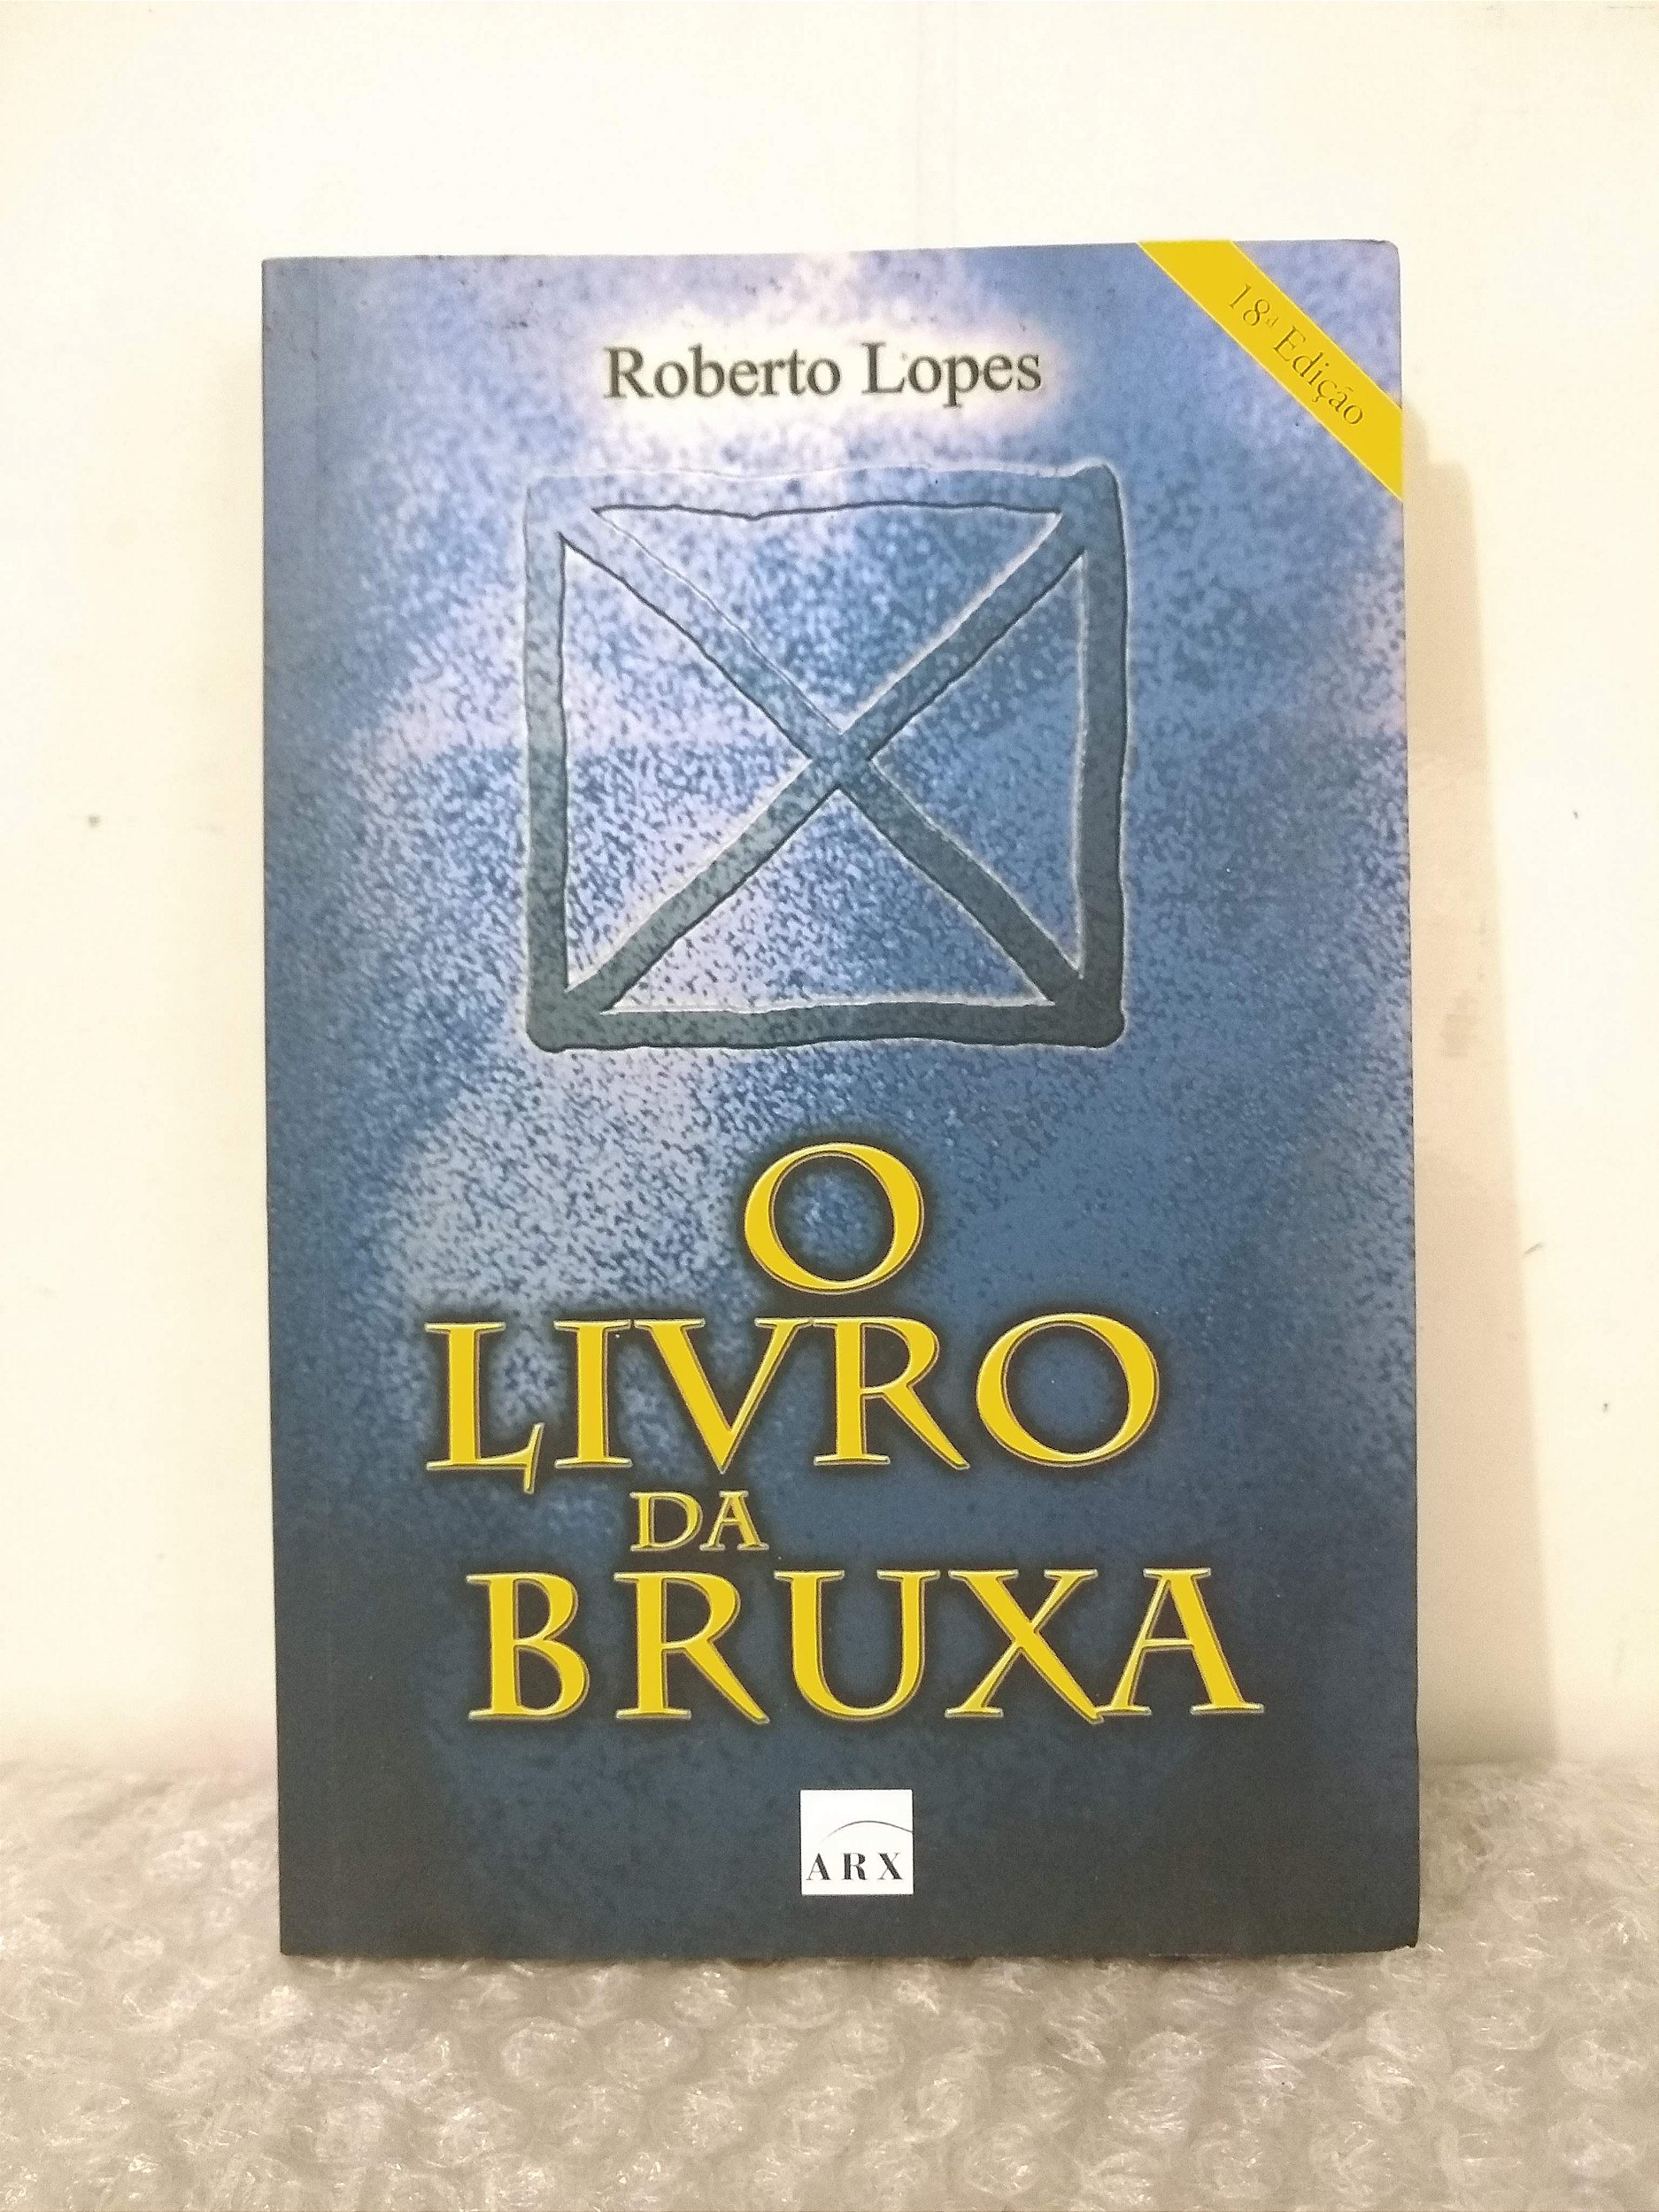 Roberto Lopes
18ª Edição
O
LIVRO
DA
BRUXA
ARX